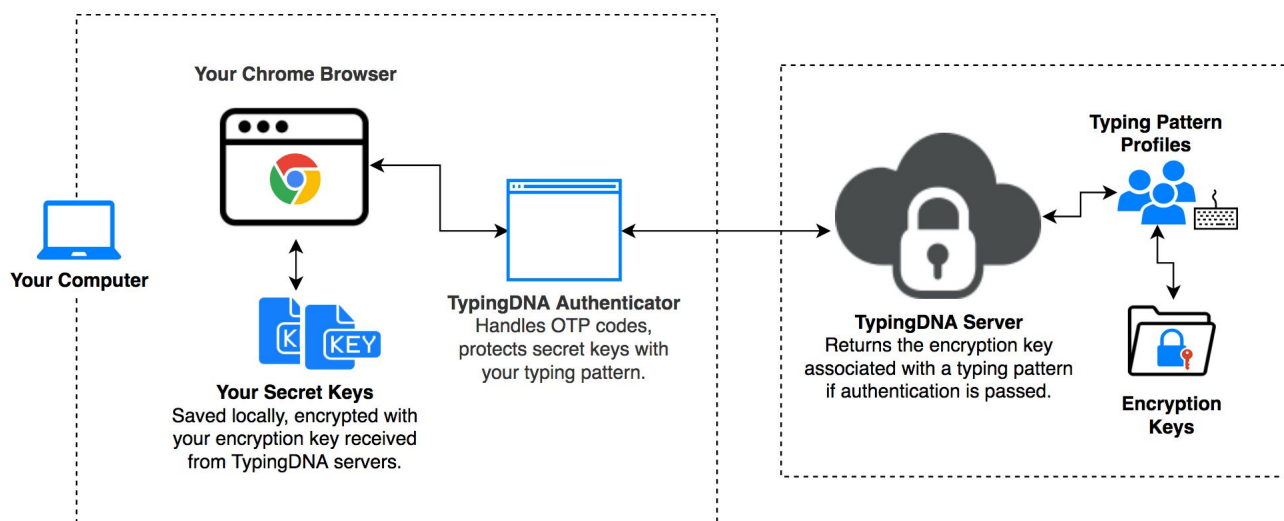 Your Chrome Browser
Your Computer
K
KEY
Your Secret Keys
Saved locally, encrypted with
your encryption key received
from TypingDNA servers.
TypingDNA Authenticator
Handles OTP codes,
protects secret keys with
your typing pattern.
TypingDNA Server
Returns the encryption key
associated with a typing pattern
if authentication is passed.
Typing Pattern
Profiles
Encryption
Keys